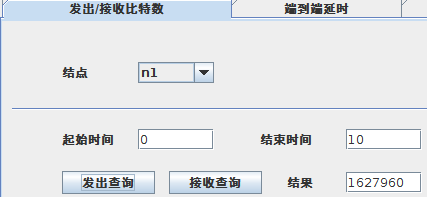 发出/接收比特数 端到端延时
结点 n1
起始时间 0 结束时间 10
发出查询 接收查询 结果 1627960